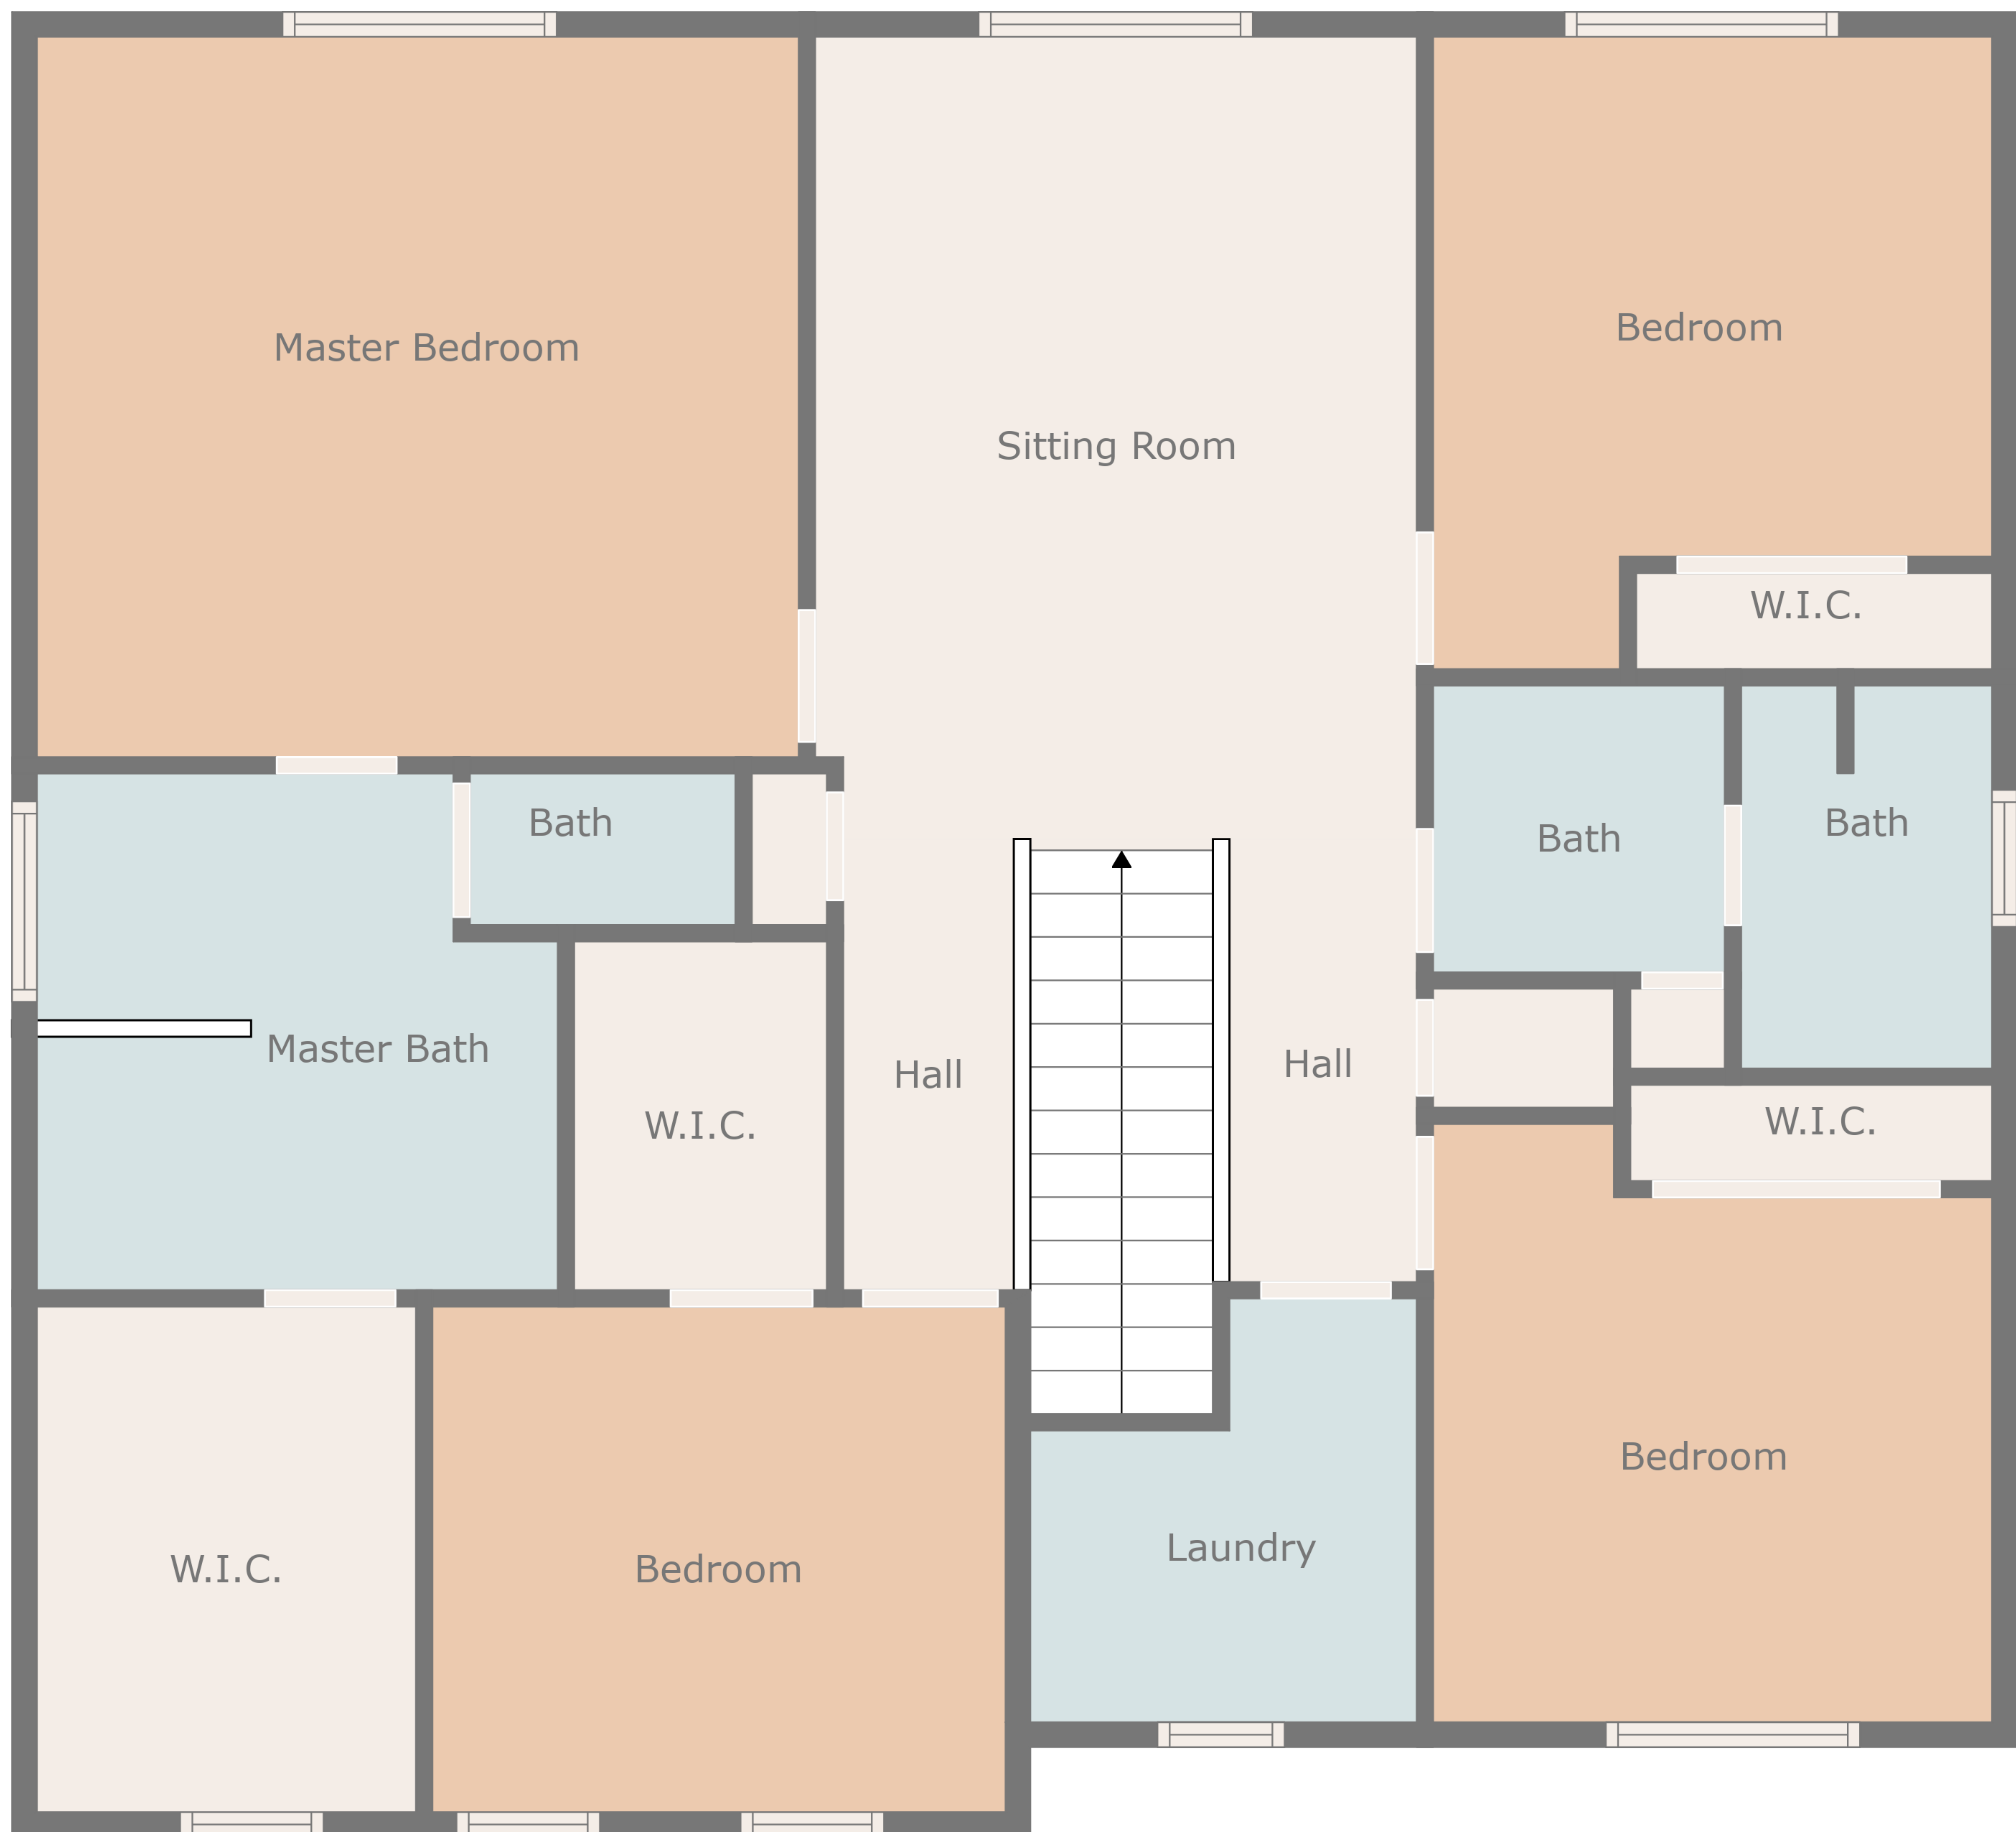 Master Bedroom
Sitting Room
Bedroom
W.I.C.
Bath
Bath
Bath
Master Bath
Hall
Hall
W.I.C.
W.I.C.
Bedroom
Laundry
W.I.C.
Bedroom